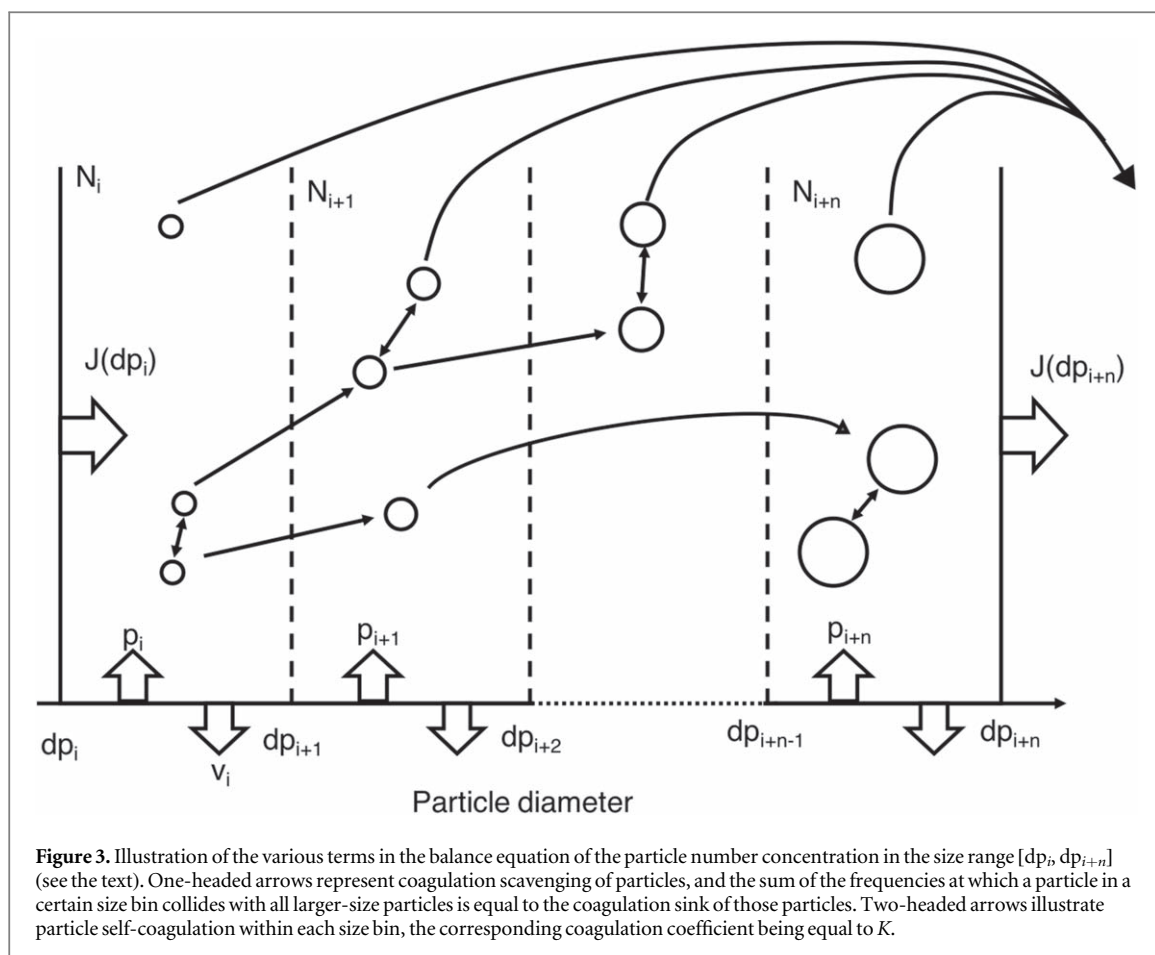 N_i
N_{i+1}
N_{i+n}
J(dp_i)
J(dp_{i+n})
p_i
p_{i+1}
p_{i+n}
dp_i
v_i
dp_{i+1}
dp_{i+2}
dp_{i+n-1}
dp_{i+n}
Particle diameter
Figure 3. Illustration of the various terms in the balance equation of the particle number concentration in the size range [dp_i, dp_{i+n}]
(see the text). One-headed arrows represent coagulation scavenging of particles, and the sum of the frequencies at which a particle in a
certain size bin collides with all larger-size particles is equal to the coagulation sink of those particles. Two-headed arrows illustrate
particle self-coagulation within each size bin, the corresponding coagulation coefficient being equal to K.